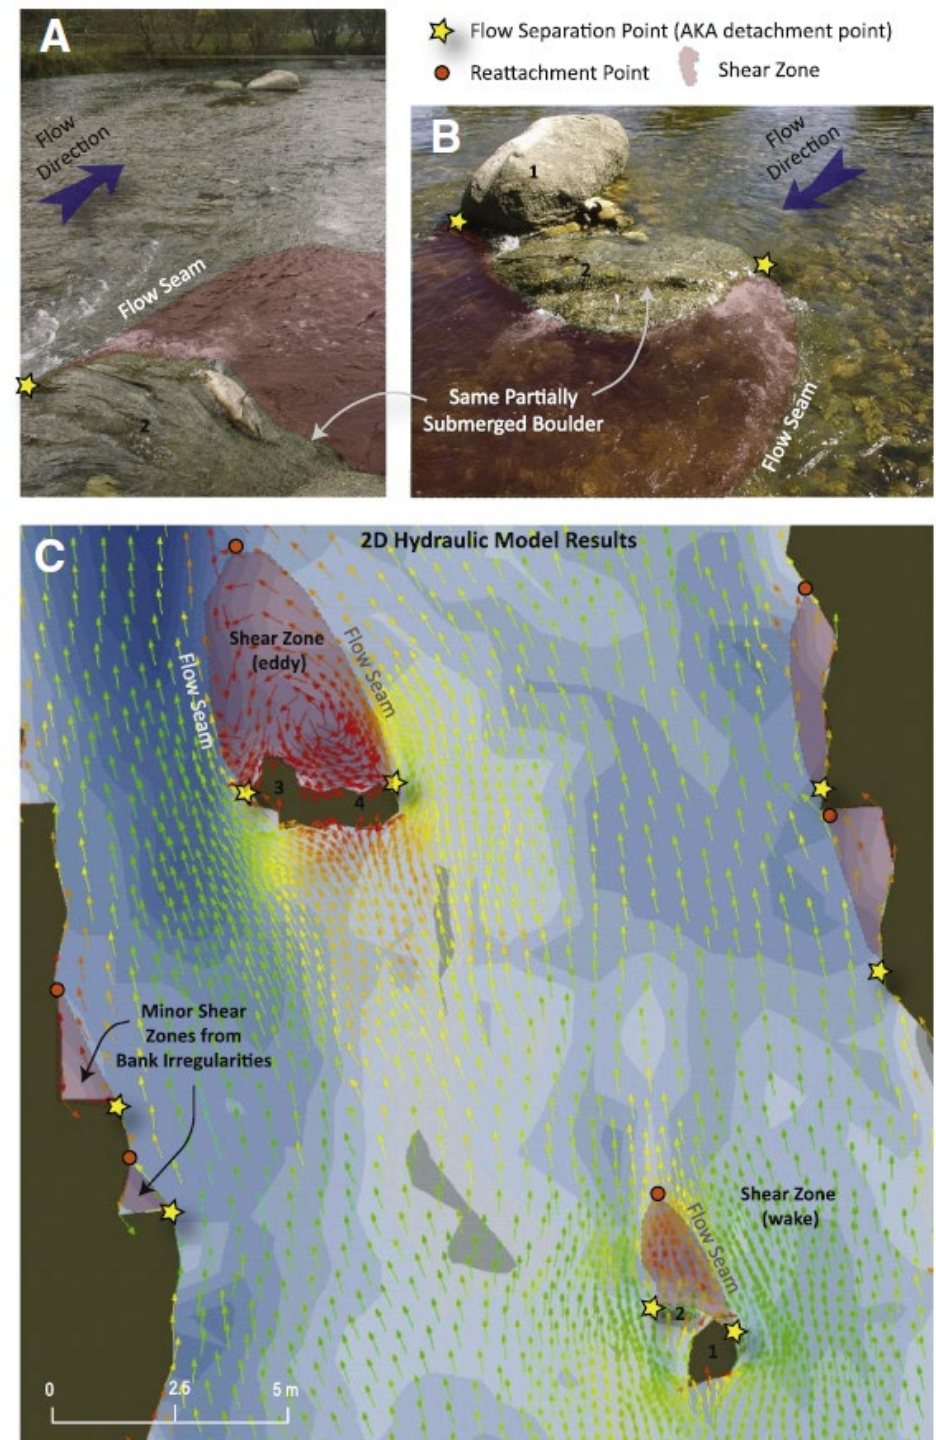 A
Flow Separation Point (AKA detachment point)
Reattachment Point
Shear Zone
Flow
Direction
Flow Seam
2
B
Flow
Direction
1
2
Same Partially
Submerged Boulder
Flow Seam
C
2D Hydraulic Model Results
Shear Zone
(eddy)
Flow Seam
Flow Seam
3
4
Minor Shear
Zones from
Bank Irregularities
Shear Zone
(wake)
Flow Seam
2
1
0 2.5 5 m